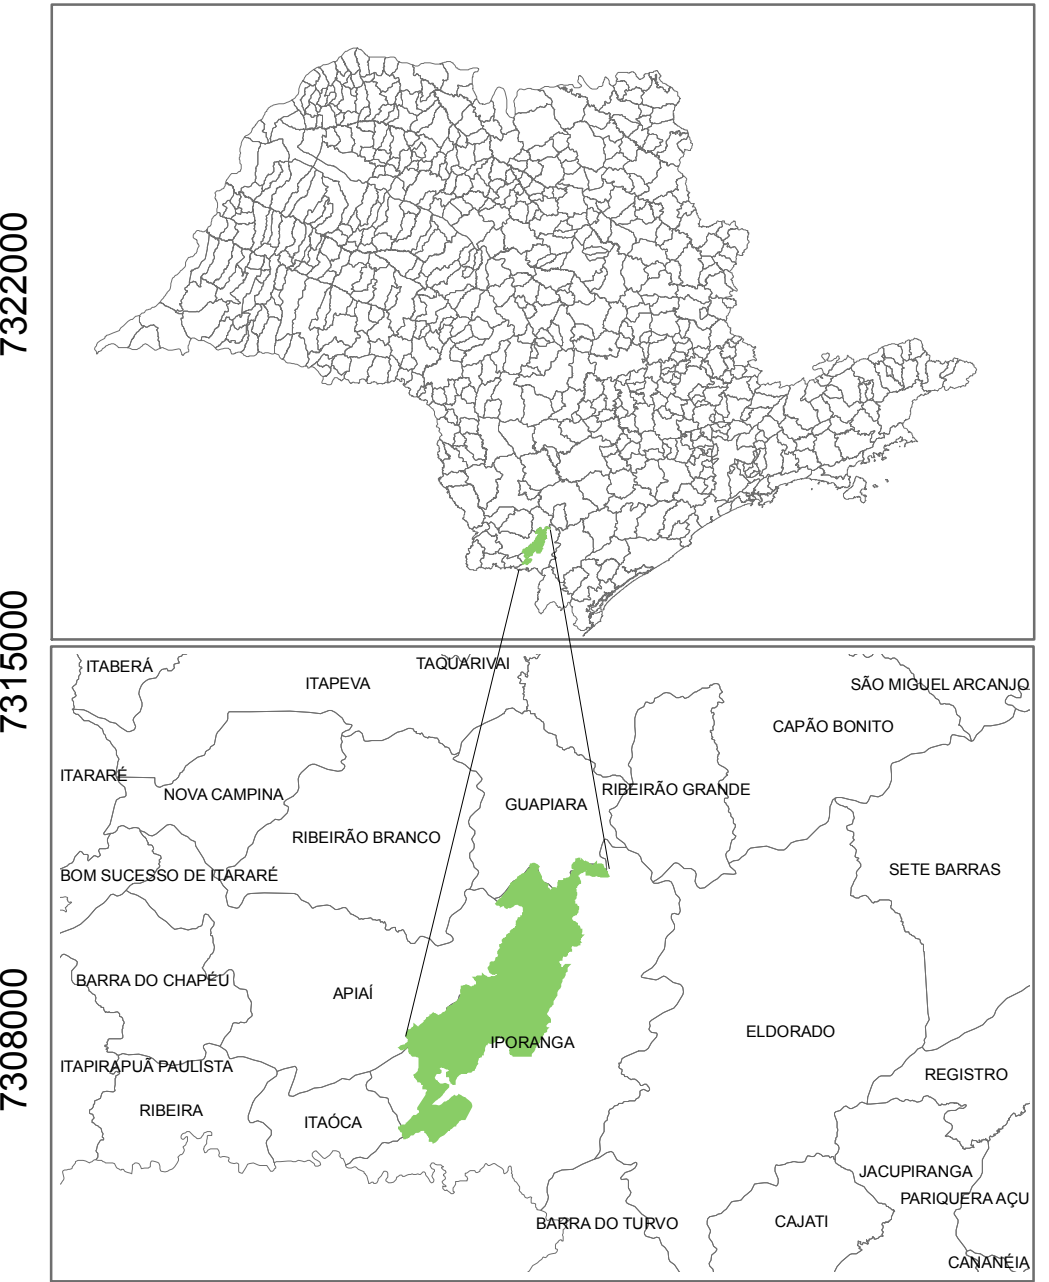 7322000
7315000
7308000
ITABERÁ
TAQUARIVAI
ITAPEVA
SÃO MIGUEL ARCANJO
CAPÃO BONITO
ITARARÉ
NOVA CAMPINA
GUAPIARA
RIBEIRÃO GRANDE
RIBEIRÃO BRANCO
BOM SUCESSO DE ITARARÉ
SETE BARRAS
BARRA DO CHAPÉU
APIAÍ
IPORANGA
ELDORADO
ITAPIRAPUÃ PAULISTA
REGISTRO
RIBEIRA
ITAÓCA
JACUPIRANGA
PARIQUERA AÇU
BARRA DO TURVO
CAJATI
CANANÉIA